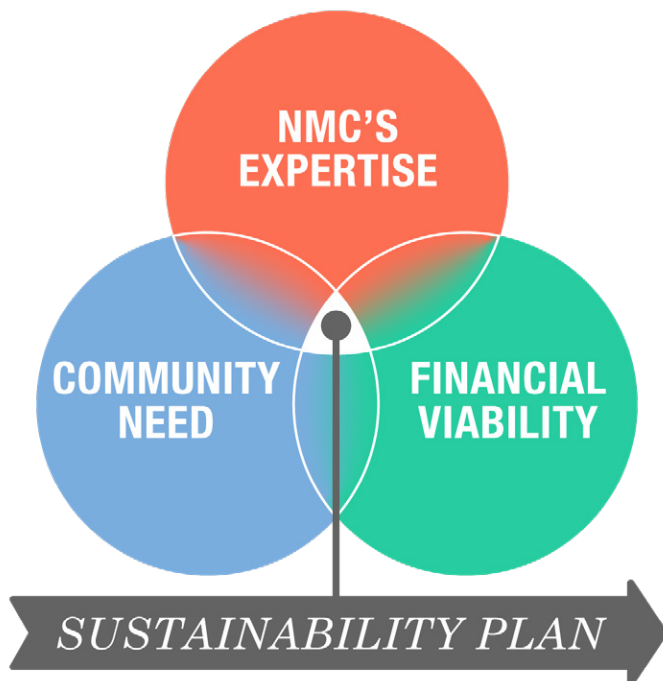 NMC'S
EXPERTISE
COMMUNITY
NEED
FINANCIAL
VIABILITY
SUSTAINABILITY PLAN